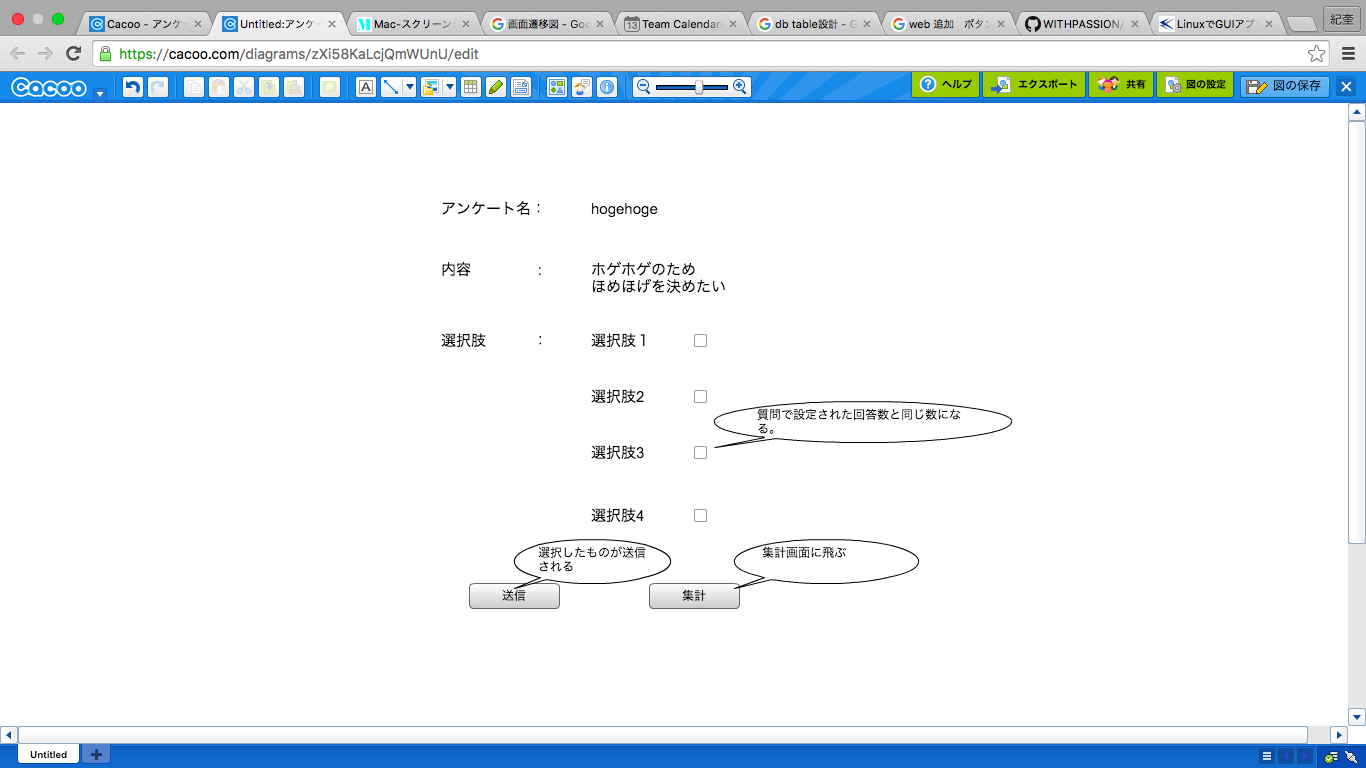 Cacoo - アンケ
Untitled:アンケ
Mac-スクリーン
画面遷移図 - Goo
Team Calendar
db table設計 - G
web 追加　ボタン
WITHPASSION/
LinuxでGUIアプ
紀奎
https://cacoo.com/diagrams/zXi58KaLcjQmWUnU/edit
Cacoo
ヘルプ
エクスポート
共有
図の設定
図の保存
アンケート名： hogehoge
内容 : ホゲホゲのため
ほめほげを決めたい
選択肢 ： 選択肢１
選択肢2
質問で設定された回答数と同じ数にな
る。
選択肢3
選択肢4
選択したものが送信
される
集計画面に飛ぶ
送信
集計
Untitled